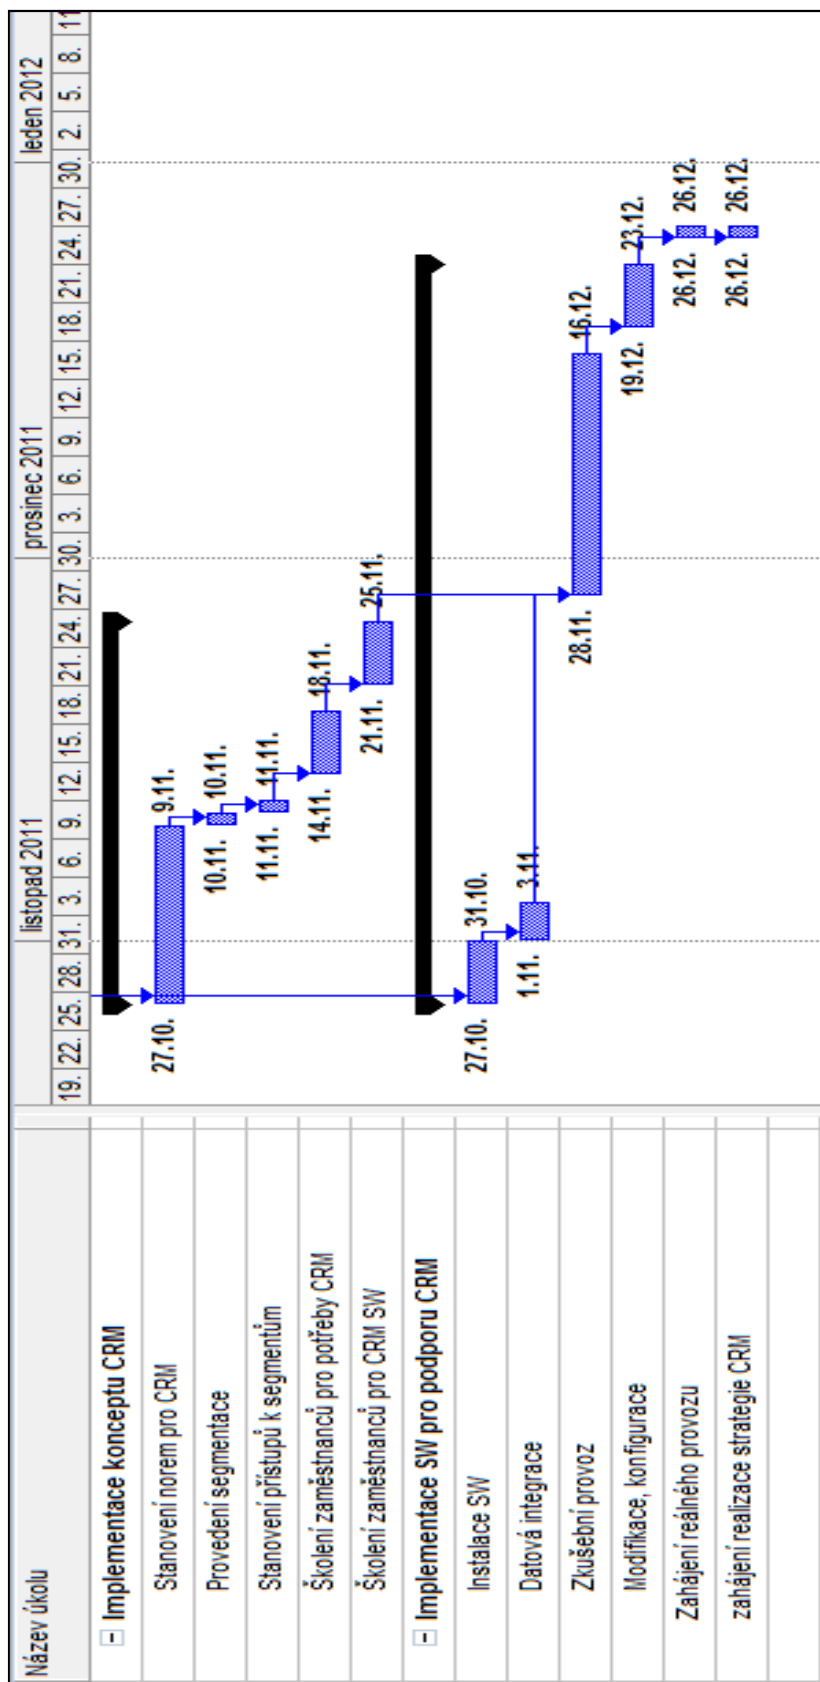 Název úkolu
listopad 2011 prosinec 2011 leden 2012
19. 22. 25. 28. 31. 3. 6. 9. 12. 15. 18. 21. 24. 27. 30. 3. 6. 9. 12. 15. 18. 21. 24. 27. 30. 2. 5. 8. 11
Implementace konceptu CRM
Stanovení norem pro CRM 27.10. 9.11.
Provedení segmentace 10.11. 10.11.
Stanovení přístupů k segmentům 11.11. 11.11.
Školení zaměstnanců pro potřeby CRM 14.11. 18.11.
Školení zaměstnanců pro CRM SW 21.11. 25.11.
Implementace SW pro podporu CRM
Instalace SW 27.10. 31.10.
Datová integrace 1.11. 3.11.
Zkušební provoz 28.11. 16.12.
Modifikace, konfigurace 19.12. 23.12.
Zahájení reálného provozu 26.12. 26.12.
zahájení realizace strategie CRM 26.12. 26.12.